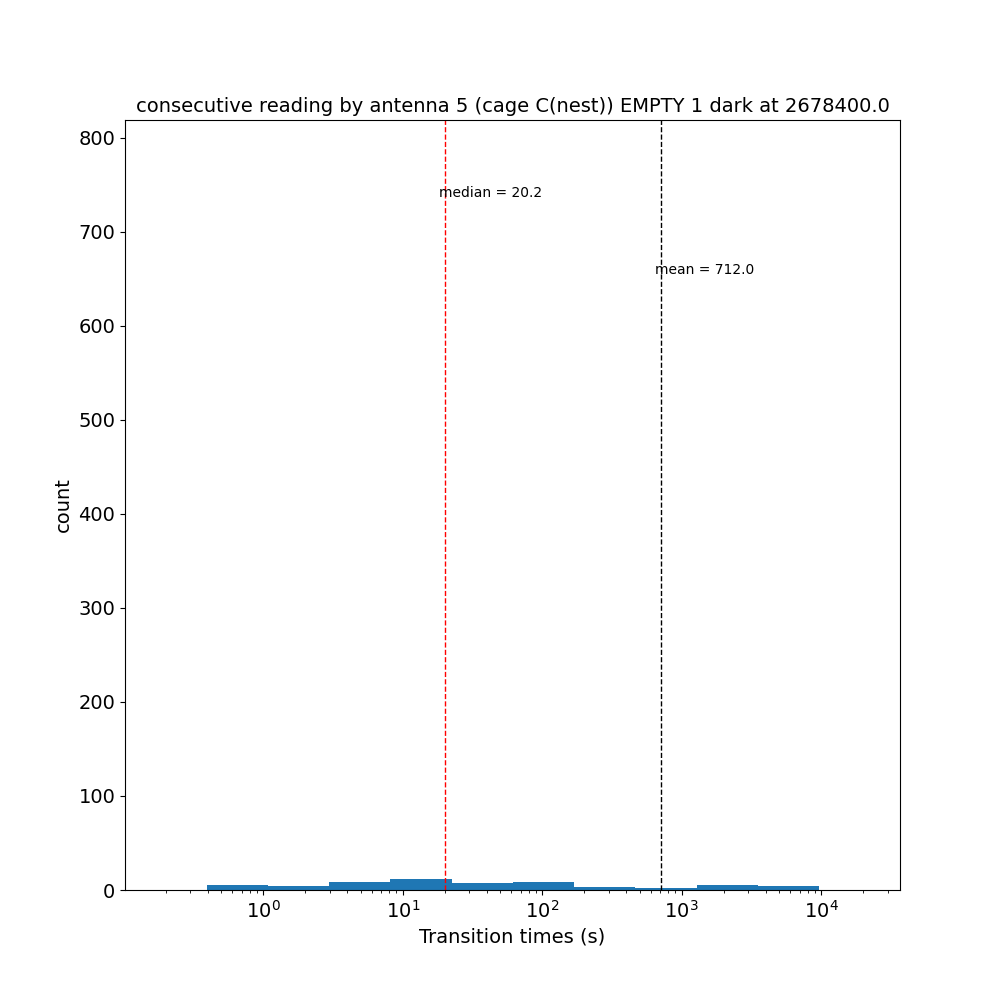 consecutive reading by antenna 5 (cage C(nest)) EMPTY 1 dark at 2678400.0
800
median = 20.2
700
mean = 712.0
600
500
count
400
300
200
100
0
10^0 10^1 10^2 10^3 10^4
Transition times (s)